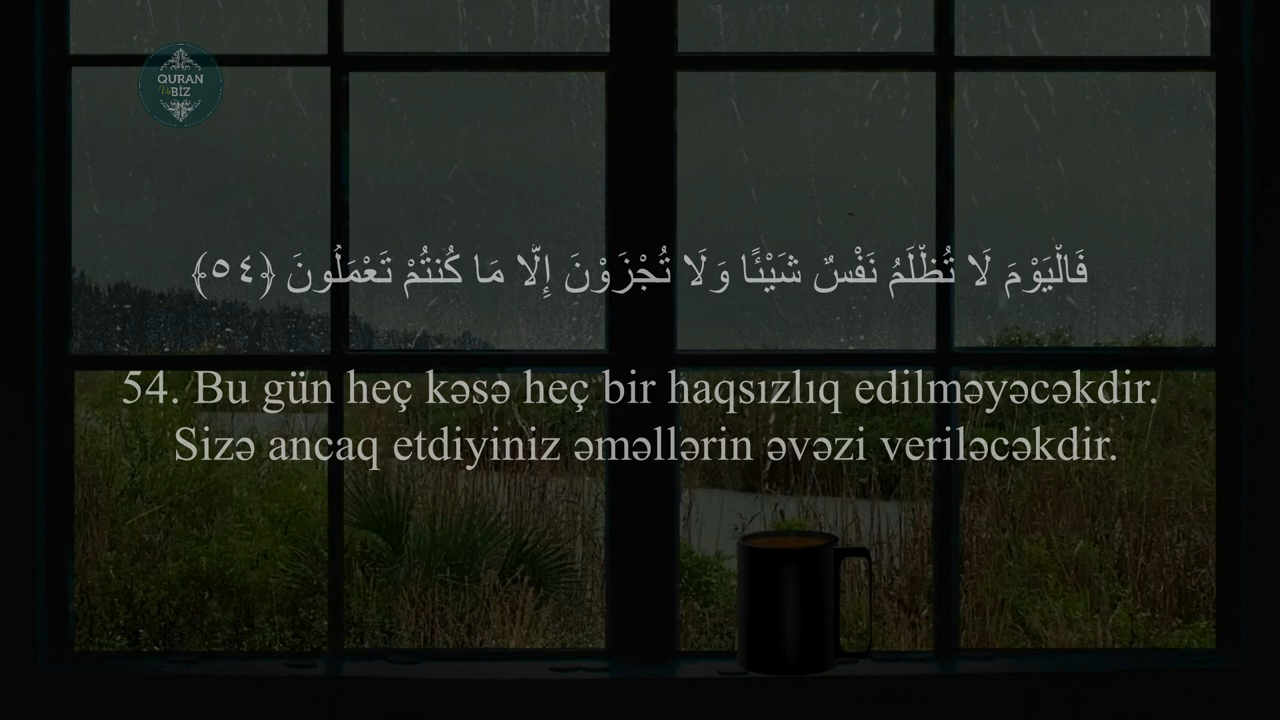 QURAN
Və BİZ
فَالْيَوْمَ لَا تُظْلَمُ نَفْسٌ شَيْئًا وَلَا تُجْزَوْنَ إِلَّا مَا كُنتُمْ تَعْمَلُونَ ﴿٥٤﴾
54. Bu gün heç kəsə heç bir haqsızlıq edilməyəcəkdir.
Sizə ancaq etdiyiniz əməllərin əvəzi veriləcəkdir.